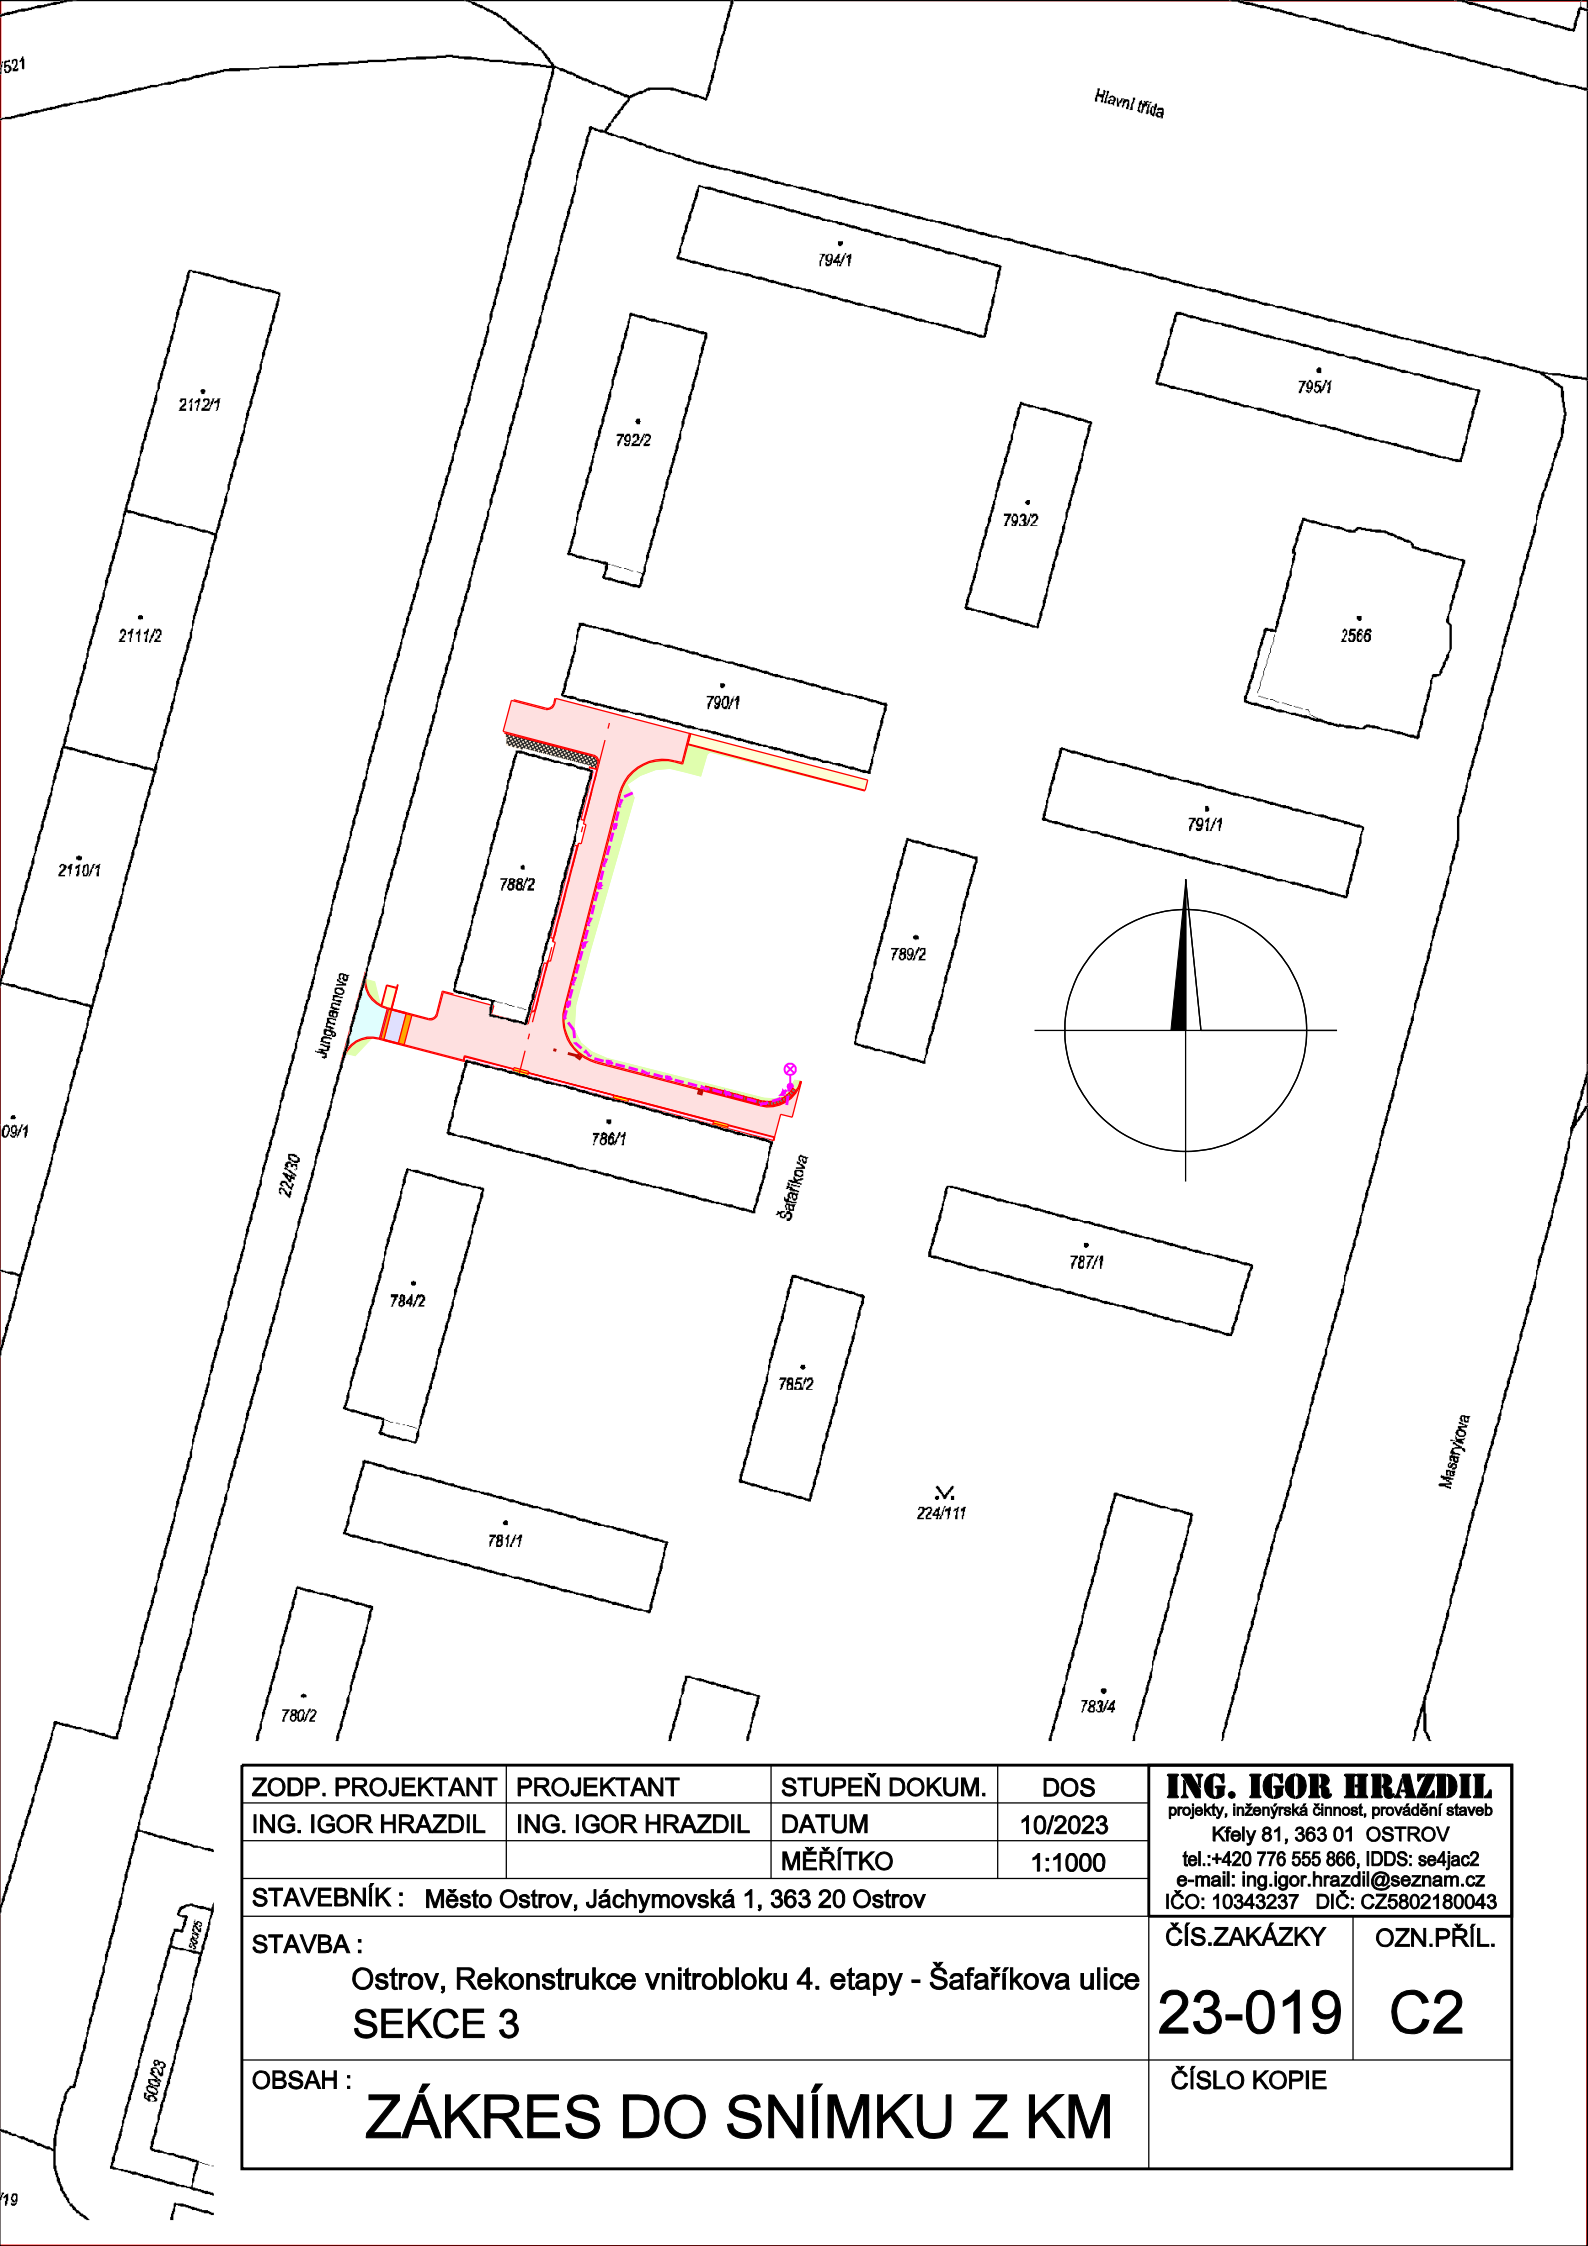 /521
Hlavní třída
794/1
795/1
2112/1
792/2
793/2
2111/2
2566
790/1
791/1
2110/1
788/2
789/2
Jungmannova
09/1
786/1
224/30
Šafaříkova
787/1
784/2
785/2
Masarykova
224/111
781/1
780/2
783/4
500/25
500/23
/19
ZODP. PROJEKTANT PROJEKTANT STUPEŇ DOKUM. DOS
ING. IGOR HRAZDIL ING. IGOR HRAZDIL DATUM 10/2023
MĚŘÍTKO 1:1000
ING. IGOR HRAZDIL
projekty, inženýrská činnost, provádění staveb
Kfely 81, 363 01 OSTROV
tel.:+420 776 555 866, IDDS: se4jac2
e-mail: ing.igor.hrazdil@seznam.cz
IČO: 10343237 DIČ: CZ5802180043
STAVEBNÍK : Město Ostrov, Jáchymovská 1, 363 20 Ostrov
STAVBA :
Ostrov, Rekonstrukce vnitrobloku 4. etapy - Šafaříkova ulice
SEKCE 3
ČÍS.ZAKÁZKY OZN.PŘÍL.
23-019 C2
OBSAH :
ZÁKRES DO SNÍMKU Z KM
ČÍSLO KOPIE